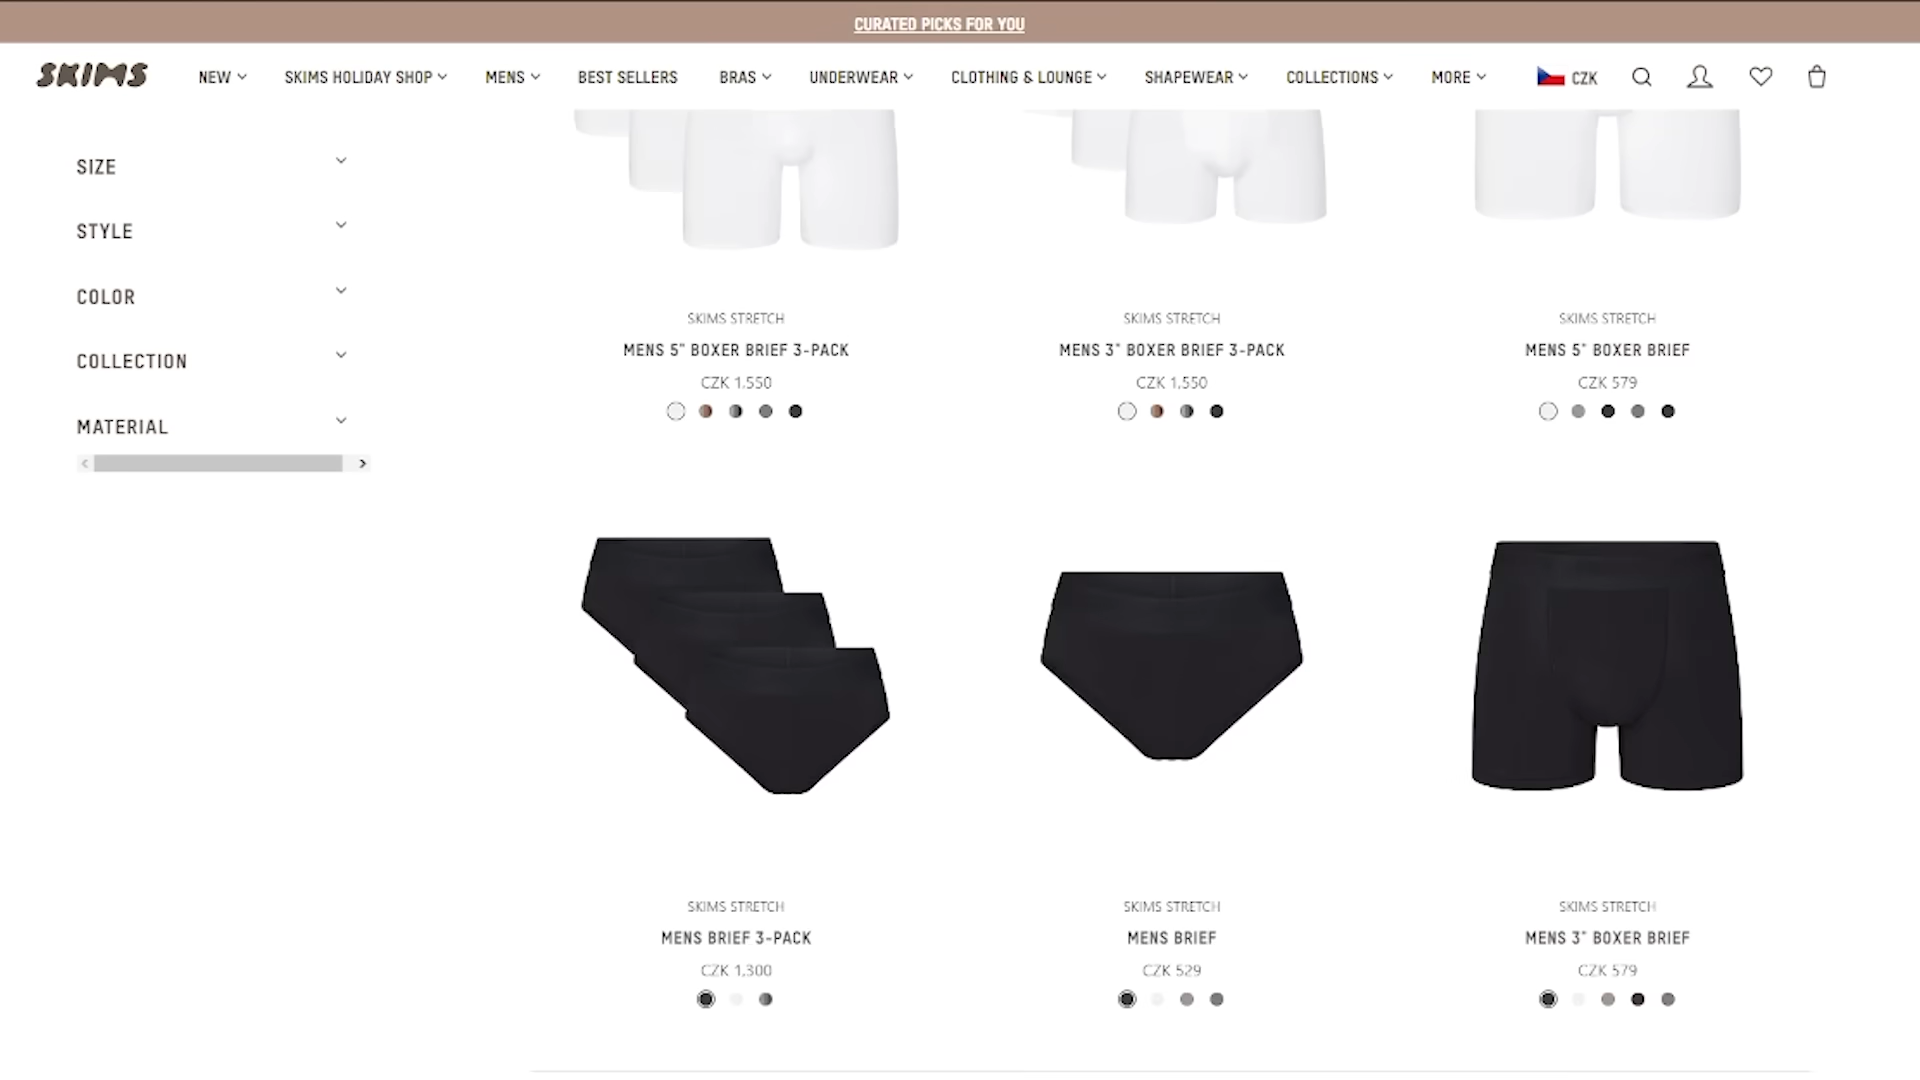 CURATED PICKS FOR YOU
SKIMS NEW SKIMS HOLIDAY SHOP MENS BEST SELLERS BRAS UNDERWEAR CLOTHING & LOUNGE SHAPEWEAR COLLECTIONS MORE CZK
SIZE
STYLE
COLOR
COLLECTION
MATERIAL
SKIMS STRETCH
MENS 5" BOXER BRIEF 3-PACK
CZK 1,550
SKIMS STRETCH
MENS 3" BOXER BRIEF 3-PACK
CZK 1,550
SKIMS STRETCH
MENS 5" BOXER BRIEF
CZK 579
SKIMS STRETCH
MENS BRIEF 3-PACK
CZK 1,300
SKIMS STRETCH
MENS BRIEF
CZK 529
SKIMS STRETCH
MENS 3" BOXER BRIEF
CZK 579